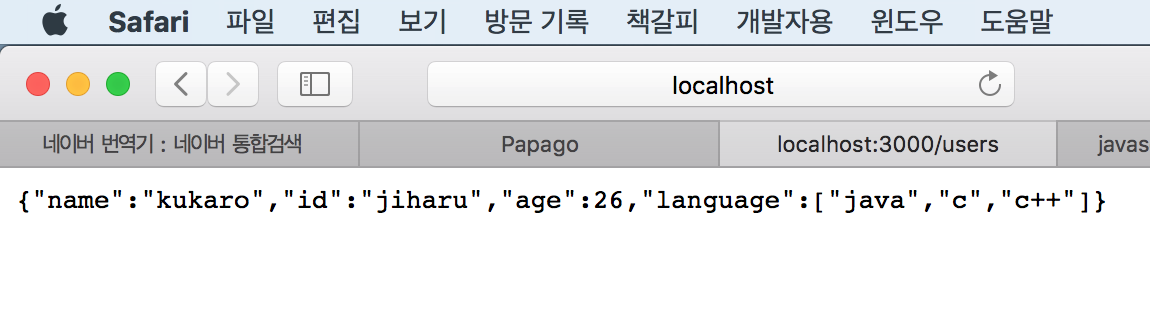 Safari 파일 편집 보기 방문 기록 책갈피 개발자용 윈도우 도움말
localhost
네이버 번역기 : 네이버 통합검색 Papago localhost:3000/users javas
{"name":"kukaro","id":"jiharu","age":26,"language":["java","c","c++"]}